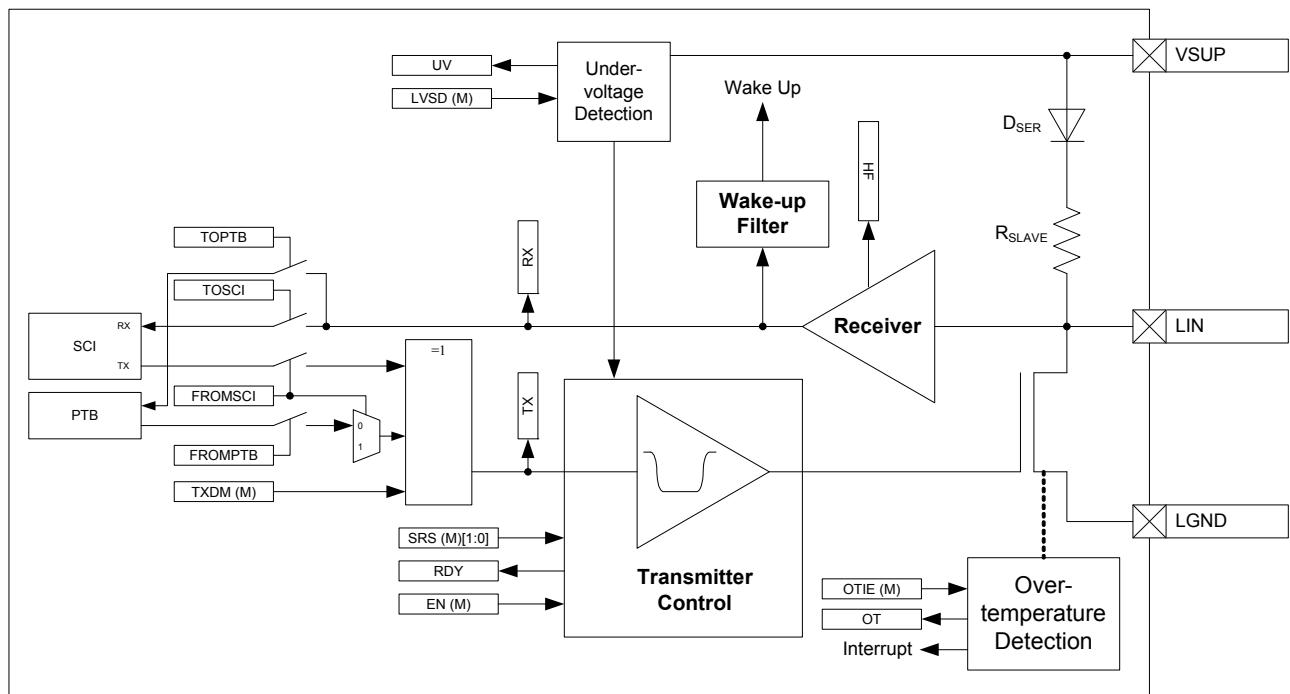 VSUP
UV
LVSD (M)
Under-
voltage
Detection
Wake Up
DSER
HF
Wake-up
Filter
RSLAVE
TOPTB
RX
TOSCI
RX
SCI
TX
Receiver
LIN
=1
FROMSCI
PTB
0
1
TX
FROMPTB
TXDM (M)
LGND
SRS (M)[1:0]
RDY
EN (M)
Transmitter
Control
OTIE (M)
OT
Interrupt
Over-
temperature
Detection